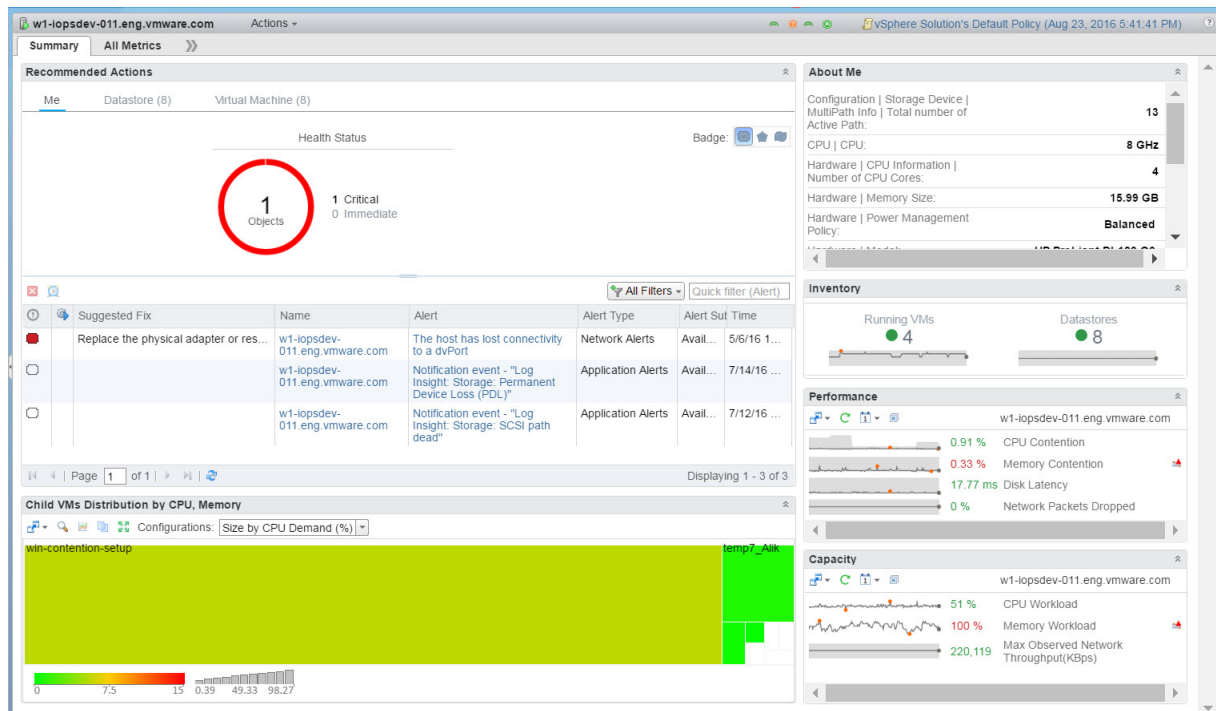 w1-iopsdev-011.eng.vmware.com Actions vSphere Solution's Default Policy (Aug 23, 2016 5:41:41 PM)
Summary All Metrics
Recommended Actions
Me Datastore (8) Virtual Machine (8)
Health Status Badge:
1
Objects
1 Critical
0 Immediate
All Filters Quick filter (Alert)
Suggested Fix Name Alert Alert Type Alert Sul Time
Replace the physical adapter or res... w1-iopsdev- The host has lost connectivity Network Alerts Avail... 5/6/16 1...
011.eng.vmware.com to a dvPort
w1-iopsdev- Notification event - "Log Application Alerts Avail... 7/14/16 ...
011.eng.vmware.com Insight: Storage: Permanent
Device Loss (PDL)"
w1-iopsdev- Notification event - "Log Application Alerts Avail... 7/12/16 ...
011.eng.vmware.com Insight: Storage: SCSI path
dead"
Page 1 of 1 Displaying 1 - 3 of 3
Child VMs Distribution by CPU, Memory
Configurations: Size by CPU Demand (%)
win-contention-setup temp7_Alik
0 7.5 15 0.39 49.33 98.27
About Me
Configuration | Storage Device |
MultiPath Info | Total number of 13
Active Path:
CPU | CPU: 8 GHz
Hardware | CPU Information | 4
Number of CPU Cores:
Hardware | Memory Size: 15.99 GB
Hardware | Power Management Balanced
Policy:
Inventory
Running VMs Datastores
4 8
Performance
w1-iopsdev-011.eng.vmware.com
0.91 % CPU Contention
0.33 % Memory Contention
17.77 ms Disk Latency
0 % Network Packets Dropped
Capacity
w1-iopsdev-011.eng.vmware.com
51 % CPU Workload
100 % Memory Workload
220,119 Max Observed Network
Throughput(KBps)